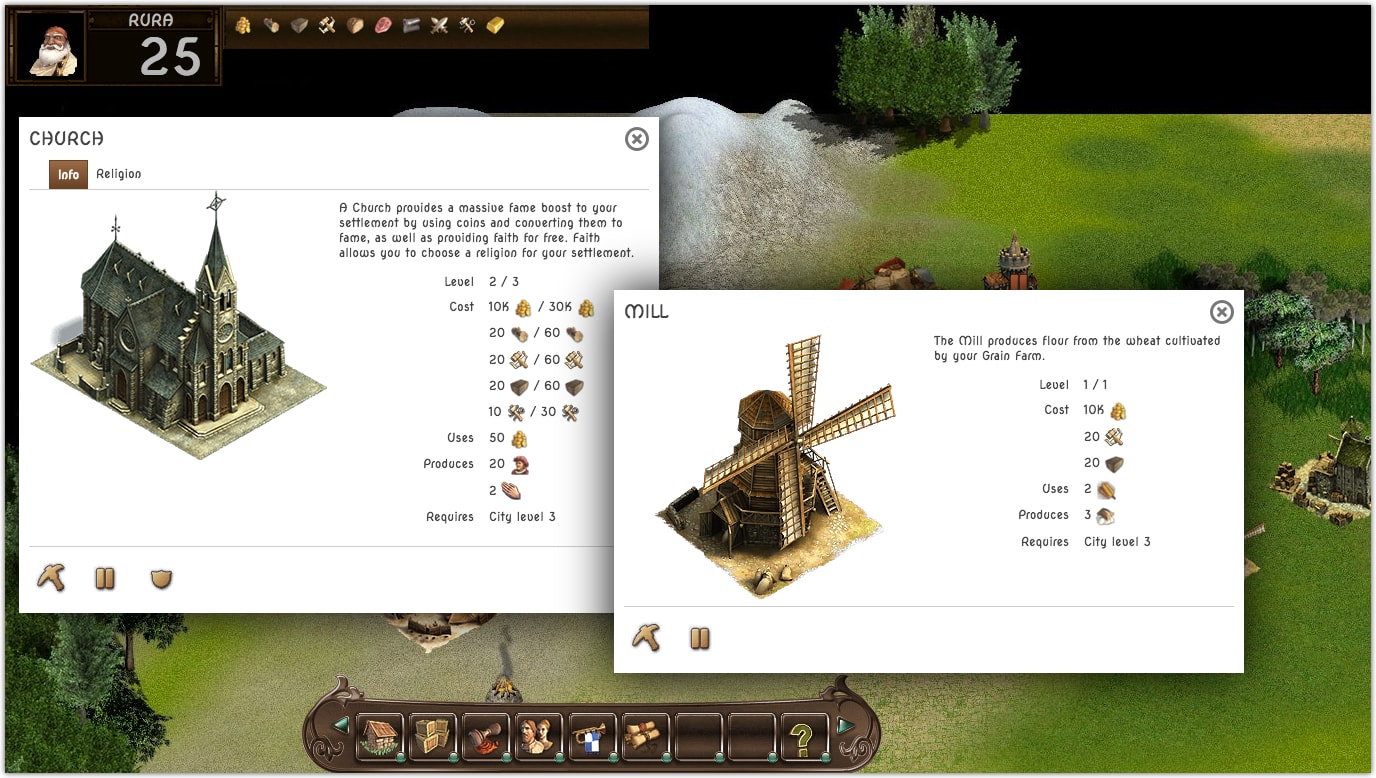 RURA
25
CHURCH
Info Religion
A Church provides a massive fame boost to your
settlement by using coins and converting them to
fame, as well as providing faith for free. Faith
allows you to choose a religion for your settlement.
Level 2 / 3
Cost 10K / 30K
20 / 60
20 / 60
20 / 60
10 / 30
Uses 50
Produces 20
2
Requires City level 3
MILL
The Mill produces flour from the wheat cultivated
by your Grain Farm.
Level 1 / 1
Cost 10K
20
20
Uses 2
Produces 3
Requires City level 3
?